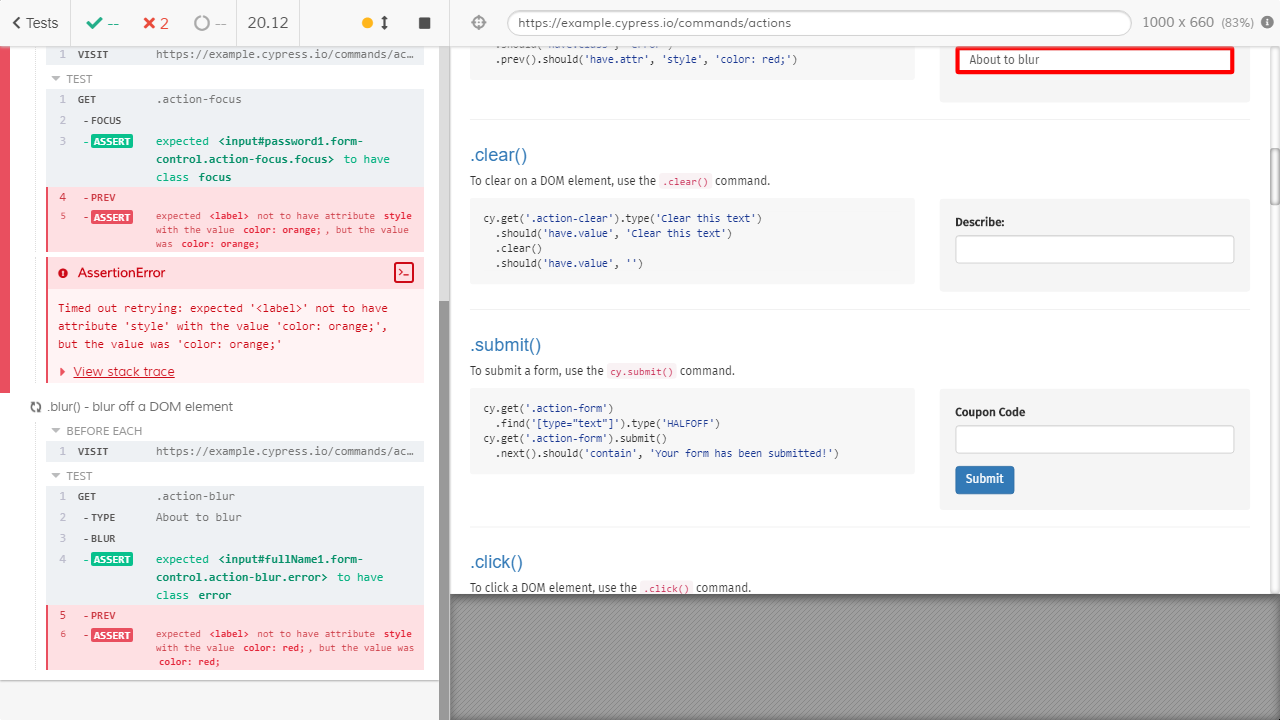 Tests
--
2
--
20.12
1 VISIT https://example.cypress.io/commands/ac…
TEST
1 GET .action-focus
2 - FOCUS
3 - ASSERT expected <input#password1.form-
control.action-focus.focus> to have
class focus
4 - PREV
5 - ASSERT expected <label> not to have attribute style
with the value color: orange; , but the value
was color: orange;
AssertionError
Timed out retrying: expected '<label>' not to have
attribute 'style' with the value 'color: orange;',
but the value was 'color: orange;'
View stack trace
.blur() - blur off a DOM element
BEFORE EACH
1 VISIT https://example.cypress.io/commands/ac…
TEST
1 GET .action-blur
2 - TYPE About to blur
3 - BLUR
4 - ASSERT expected <input#fullName1.form-
control.action-blur.error> to have
class error
5 - PREV
6 - ASSERT expected <label> not to have attribute style
with the value color: red; , but the value was
color: red;
https://example.cypress.io/commands/actions
1000 x 660 (83%)
.should('have.class', 'error')
.prev().should('have.attr', 'style', 'color: red;')
About to blur
.clear()
To clear on a DOM element, use the .clear() command.
cy.get('.action-clear').type('Clear this text')
.should('have.value', 'Clear this text')
.clear()
.should('have.value', '')
Describe:
.submit()
To submit a form, use the cy.submit() command.
cy.get('.action-form')
.find('[type="text"]').type('HALFOFF')
cy.get('.action-form').submit()
.next().should('contain', 'Your form has been submitted!')
Coupon Code
Submit
.click()
To click a DOM element, use the .click() command.